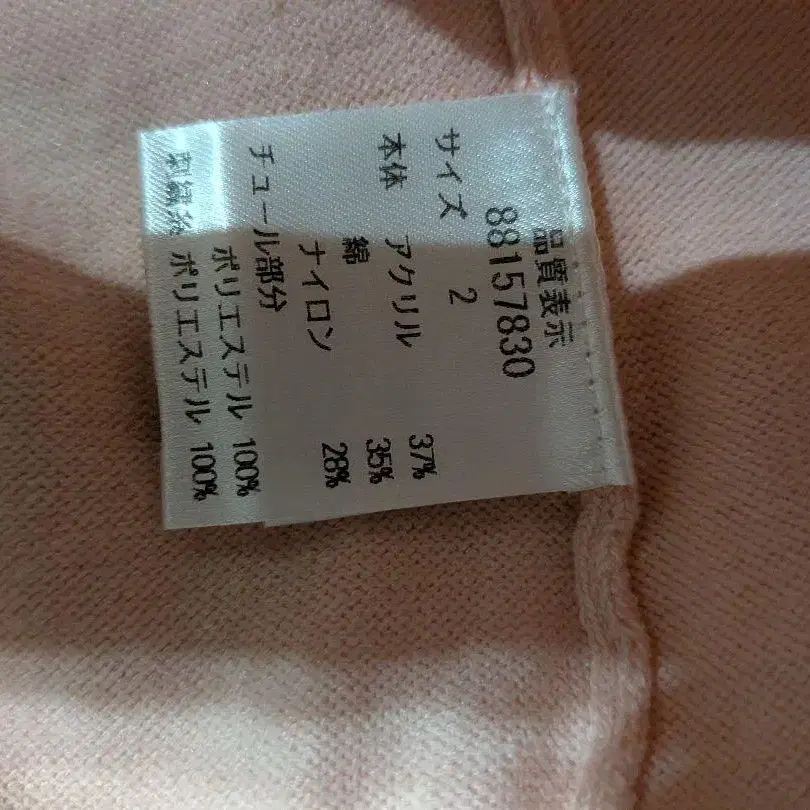 品質表示
88157830
サイズ 2
本体 アクリル 37%
綿 35%
ナイロン 28%
チュール部分
ポリエステル 100%
刺繍糸 ポリエステル 100%